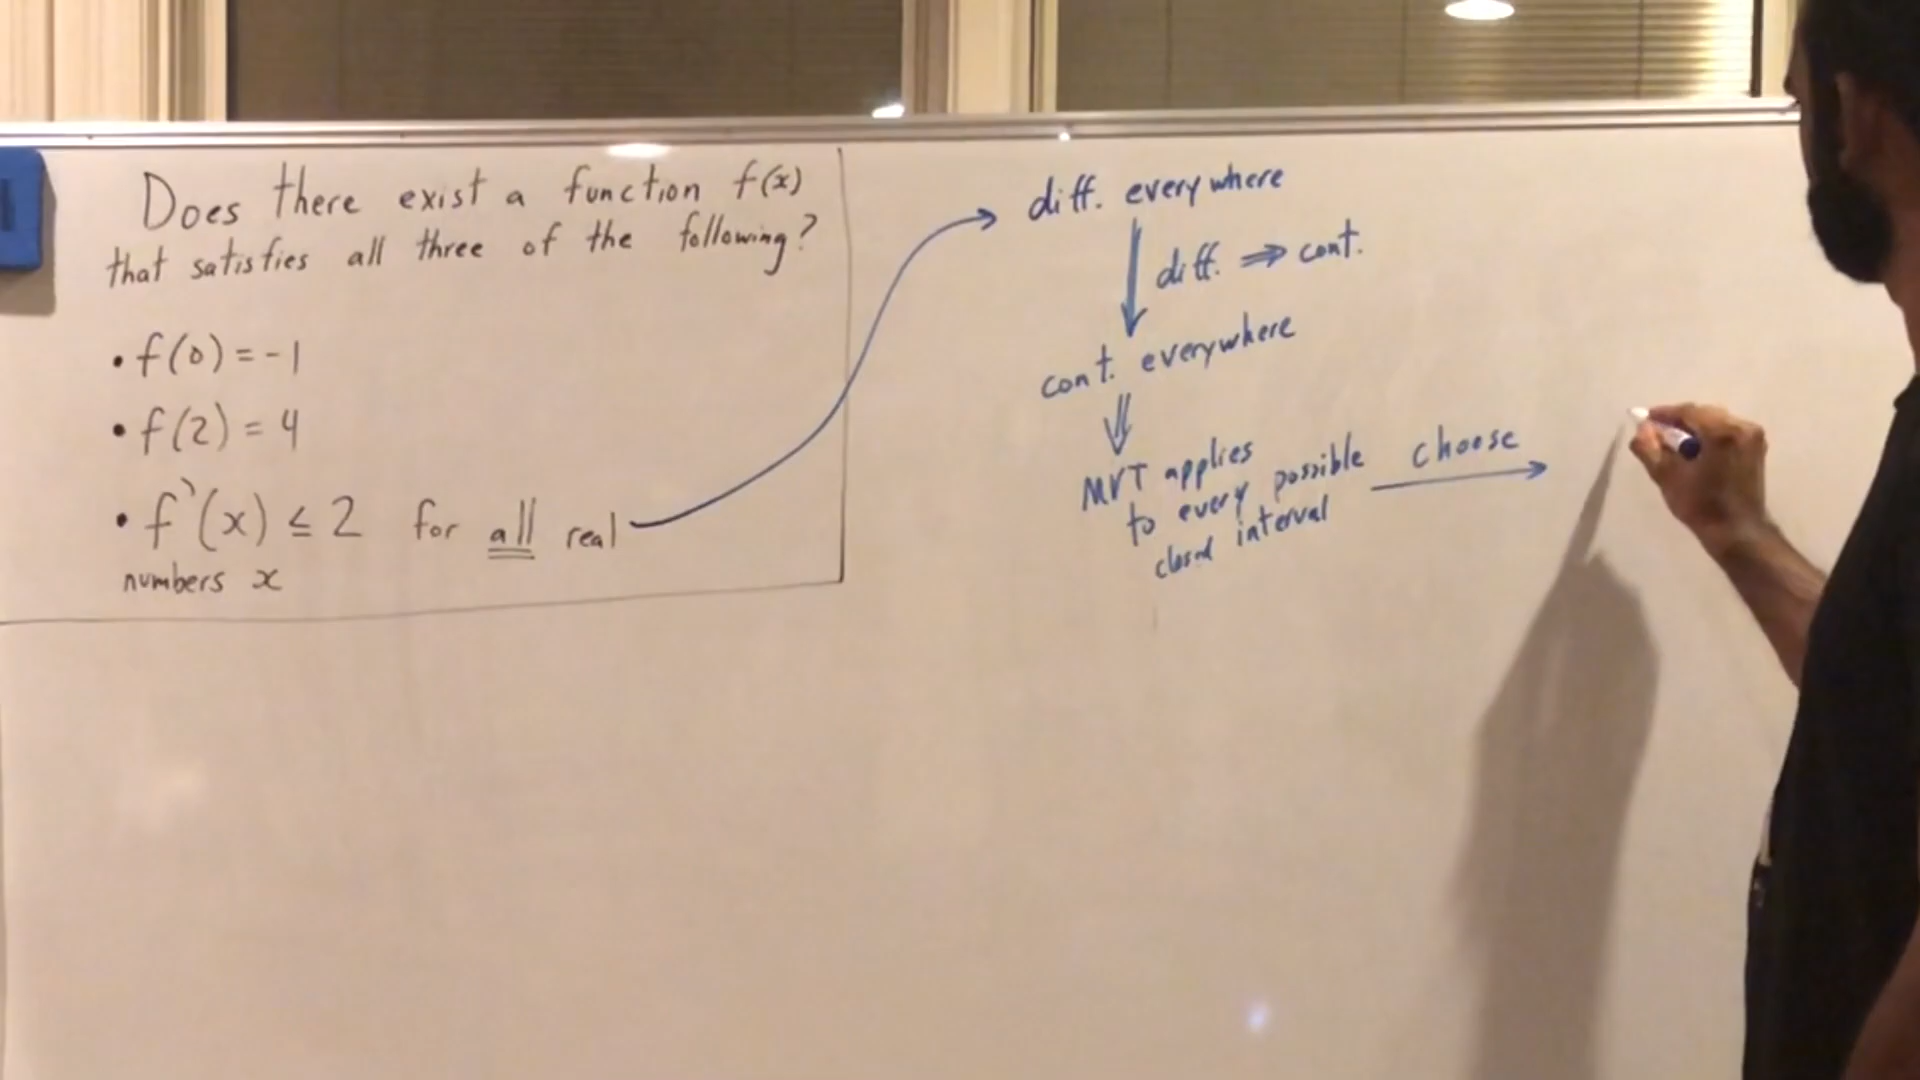 Does there exist a function f(x)
that satisfies all three of the following?
• f(0) = -1
• f(2) = 4
• f'(x) ≤ 2 for all real
numbers x
diff. everywhere
diff. ⇒ cont.
cont. everywhere
MVT applies
to every possible
closed interval
choose